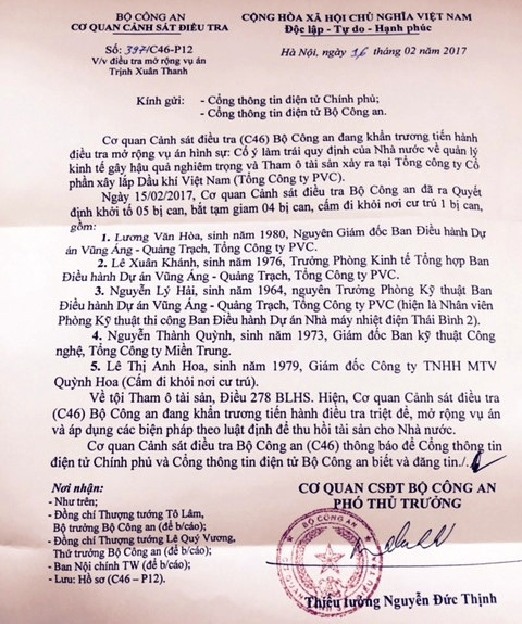 BỘ CÔNG AN
CƠ QUAN CẢNH SÁT ĐIỀU TRA
Số: 397/C46-P12
V/v điều tra mở rộng vụ án
Trịnh Xuân Thanh
CỘNG HÒA XÃ HỘI CHỦ NGHĨA VIỆT NAM
Độc lập - Tự do - Hạnh phúc
Hà Nội, ngày 16 tháng 02 năm 2017
Kính gửi: - Cổng thông tin điện tử Chính phủ;
- Cổng thông tin điện tử Bộ Công an.
Cơ quan Cảnh sát điều tra (C46) Bộ Công an đang khẩn trương tiến hành
điều tra mở rộng vụ án hình sự: Cố ý làm trái quy định của Nhà nước về quản lý
kinh tế gây hậu quả nghiêm trọng và Tham ô tài sản xảy ra tại Tổng công ty Cổ
phần xây lắp Dầu khí Việt Nam (Tổng Công ty PVC).
Ngày 15/02/2017, Cơ quan Cảnh sát điều tra Bộ Công an đã ra Quyết
định khởi tố 05 bị can, bắt tạm giam 04 bị can, cấm đi khỏi nơi cư trú 1 bị can,
gồm:
1. Lương Văn Hòa, sinh năm 1980, Nguyên Giám đốc Ban Điều hành Dự
án Vũng Áng - Quảng Trạch, Tổng Công ty PVC.
2. Lê Xuân Khánh, sinh năm 1976, Trưởng Phòng Kinh tế Tổng hợp Ban
Điều hành Dự án Vũng Áng - Quảng Trạch, Tổng Công ty PVC.
3. Nguyễn Lý Hải, sinh năm 1964, nguyên Trưởng Phòng Kỹ thuật Ban
Điều hành Dự án Vũng Áng - Quảng Trạch, Tổng Công ty PVC (hiện là Nhân viên
Phòng Kỹ thuật thi công Ban Điều hành Dự án Nhà máy nhiệt điện Thái Bình 2).
4. Nguyễn Thành Quỳnh, sinh năm 1973, Giám đốc Ban kỹ thuật
Công nghệ, Tổng Công ty Miền Trung.
5. Lê Thị Anh Hoa, sinh năm 1979, Giám đốc Công ty TNHH MTV
Quỳnh Hoa (Cấm đi khỏi nơi cư trú).
Về tội Tham ô tài sản, Điều 278 BLHS. Hiện, Cơ quan Cảnh sát điều tra
(C46) Bộ Công an đang khẩn trương tiến hành điều tra triệt để, mở rộng vụ án
và áp dụng các biện pháp theo luật định để thu hồi tài sản cho Nhà nước.
Cơ quan Cảnh sát điều tra Bộ Công an (C46) thông báo để Cổng thông tin
điện tử Chính phủ và Cổng thông tin điện tử Bộ Công an biết và đăng tin./.
Nơi nhận:
- Như trên;
- Đồng chí Thượng tướng Tô Lâm,
Bộ trưởng Bộ Công an (để b/cáo);
- Đồng chí Thượng tướng Lê Quý Vương,
Thứ trưởng Bộ Công an (để b/cáo);
- Ban Nội chính TW (để b/cáo);
- Lưu: Hồ sơ (C46 – P12).
CƠ QUAN CSĐT BỘ CÔNG AN
PHÓ THỦ TRƯỞNG
BỘ CÔNG AN
Thiếu tướng Nguyễn Đức Thịnh